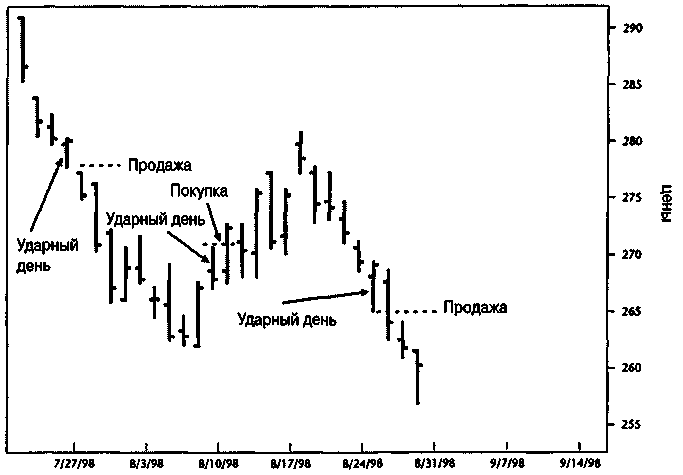 290
285
280
Продажа
Покупка
275
цены
Ударный день
Ударный
день
270
Продажа
265
Ударный день
260
255
7/27/98 8/3/98 8/10/98 8/17/98 8/24/98 8/31/98 9/7/98 9/14/98